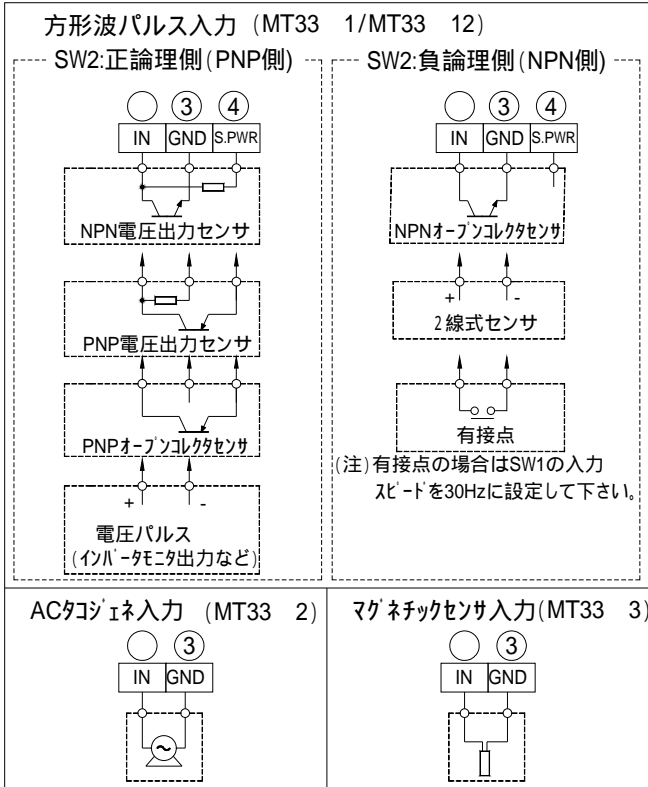 方形波パルス入力 (MT33 1/MT33 12)
SW2:正論理側(PNP側)
③ ④
IN GND S.PWR
NPN電圧出力センサ
PNP電圧出力センサ
PNPオープンコレクタセンサ
+ -
電圧パルス
(インバータモニタ出力など)
SW2:負論理側(NPN側)
③ ④
IN GND S.PWR
NPNオープンコレクタセンサ
+ -
2線式センサ
有接点
(注)有接点の場合はSW1の入力
スピードを30Hzに設定して下さい。
ACタコジェネ入力 (MT33 2)
③
IN GND
~
マグネチックセンサ入力(MT33 3)
③
IN GND